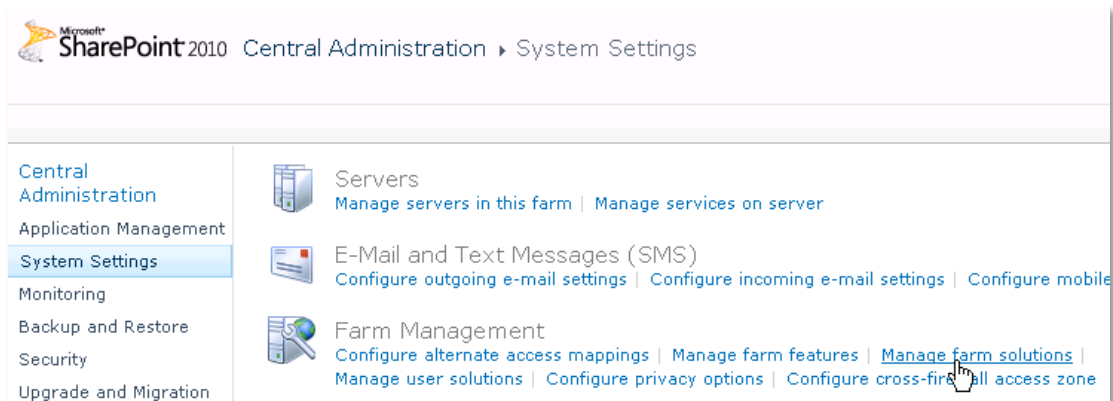 Microsoft®
SharePoint 2010 Central Administration ▸ System Settings
Central
Administration
Application Management
System Settings
Monitoring
Backup and Restore
Security
Upgrade and Migration
Servers
Manage servers in this farm | Manage services on server
E-Mail and Text Messages (SMS)
Configure outgoing e-mail settings | Configure incoming e-mail settings | Configure mobile
Farm Management
Configure alternate access mappings | Manage farm features | Manage farm solutions |
Manage user solutions | Configure privacy options | Configure cross-firewall access zone